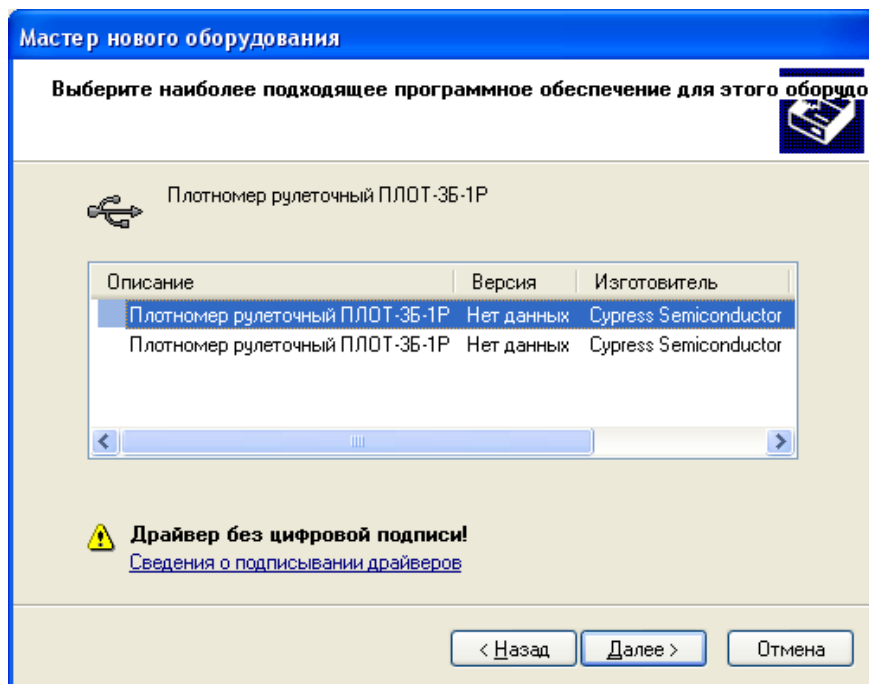 Мастер нового оборудования
Выберите наиболее подходящее программное обеспечение для этого оборудо
Плотномер рулеточный ПЛОТ-3Б-1Р
Описание Версия Изготовитель
Плотномер рулеточный ПЛОТ-3Б-1Р Нет данных Cypress Semiconductor
Плотномер рулеточный ПЛОТ-3Б-1Р Нет данных Cypress Semiconductor
Драйвер без цифровой подписи!
Сведения о подписывании драйверов
< Назад Далее > Отмена